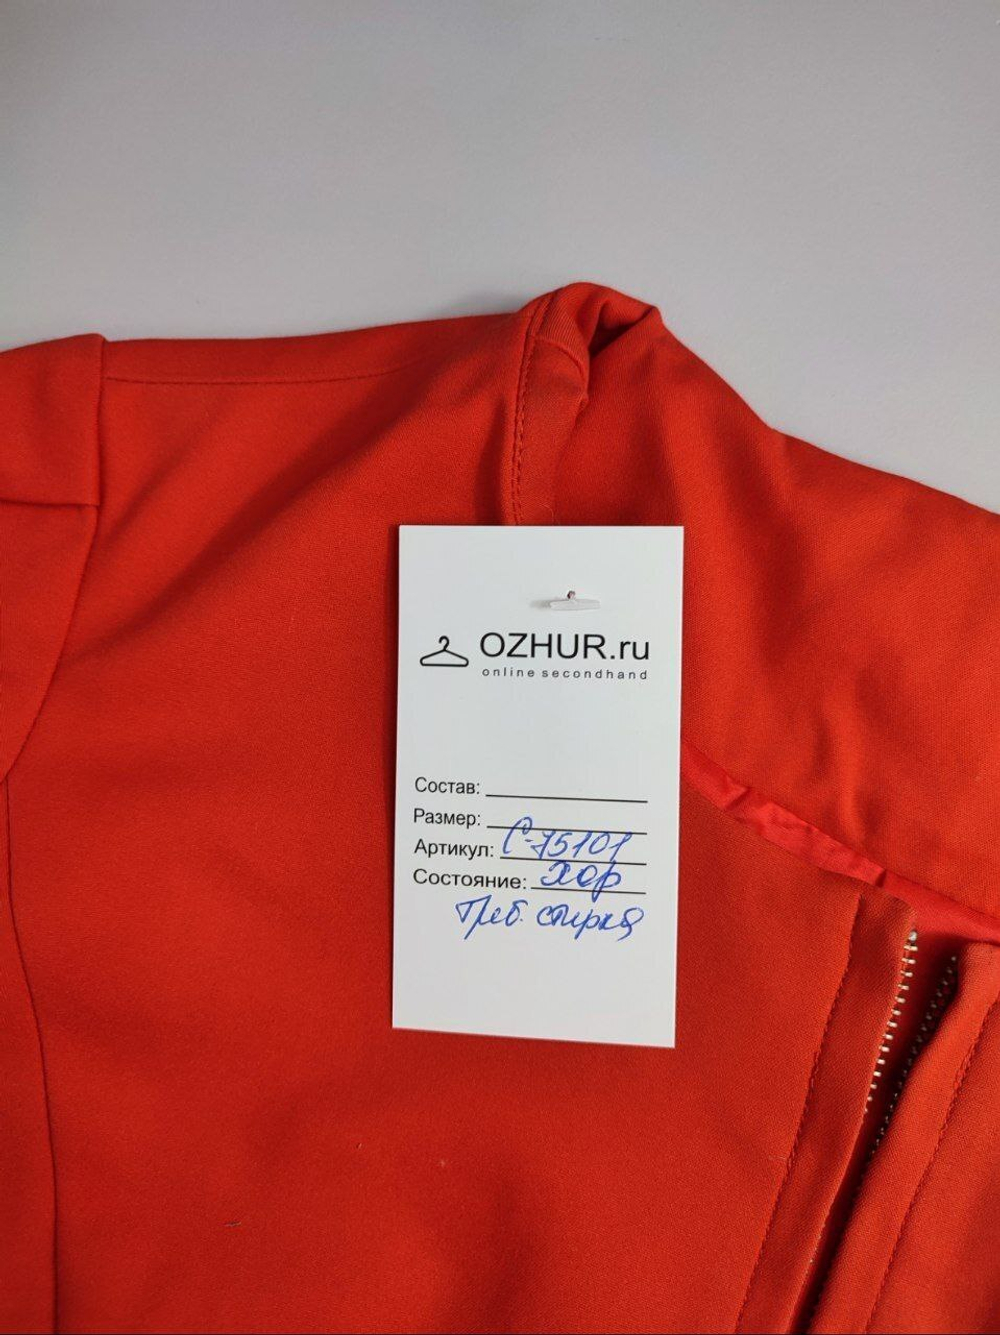 OZHUR.ru
online secondhand
Состав:
Размер:
Артикул: С-75101
Состояние: хор
Треб. стирка